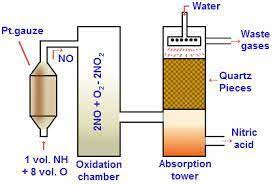 Pt.gauze
NO
1 vol. NH
+ 8 vol. O
2NO + O₂ - 2NO₂
Oxidation
chamber
Water
Waste
gases
Quartz
Pieces
Nitric
acid
Absorption
tower